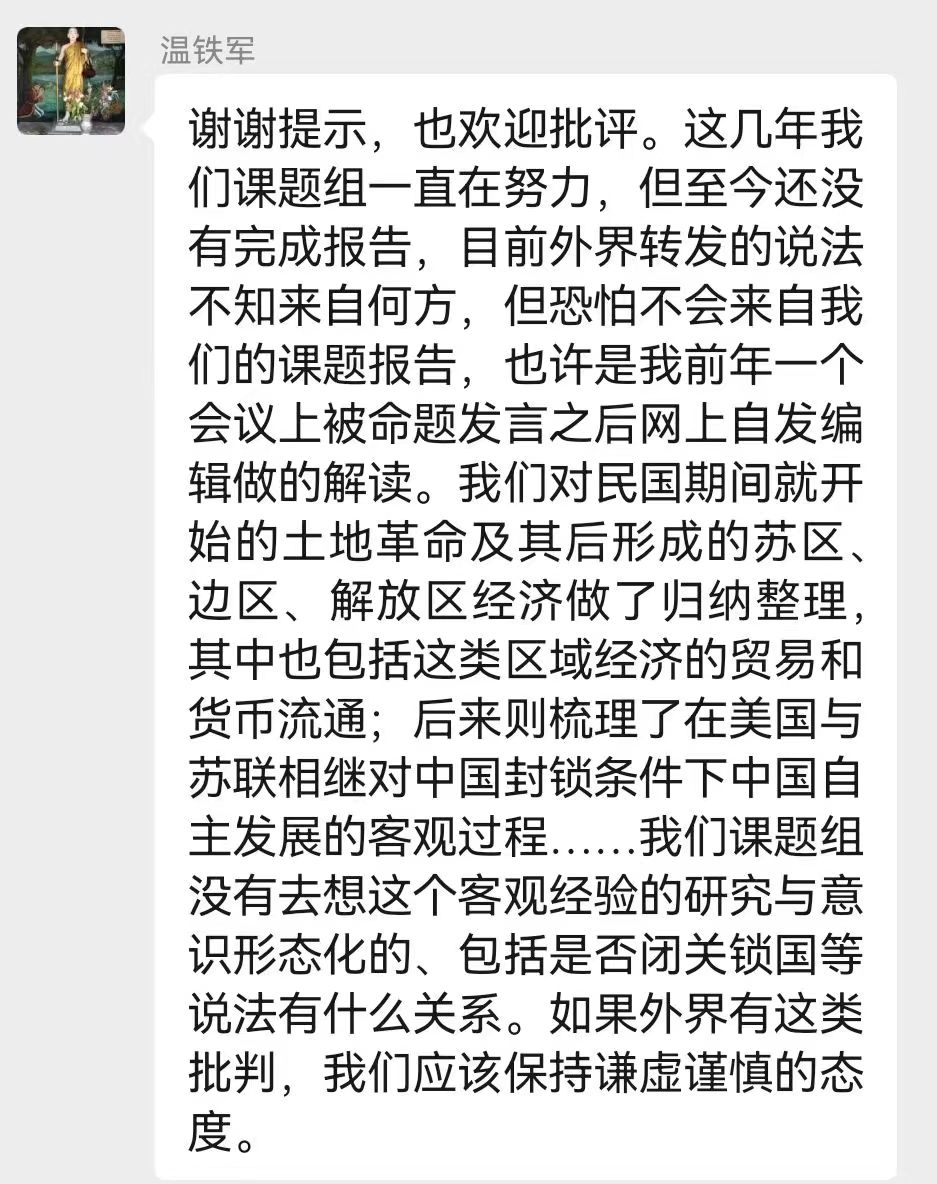 温铁军
谢谢提示，也欢迎批评。这几年我
们课题组一直在努力，但至今还没
有完成报告，目前外界转发的说法
不知来自何方，但恐怕不会来自我
们的课题报告，也许是我前年一个
会议上被命题发言之后网上自发编
辑做的解读。我们对民国期间就开
始的土地革命及其后形成的苏区、
边区、解放区经济做了归纳整理，
其中也包括这类区域经济的贸易和
货币流通；后来则梳理了在美国与
苏联相继对中国封锁条件下中国自
主发展的客观过程……我们课题组
没有去想这个客观经验的研究与意
识形态化的、包括是否闭关锁国等
说法有什么关系。如果外界有这类
批判，我们应该保持谦虚谨慎的态
度。